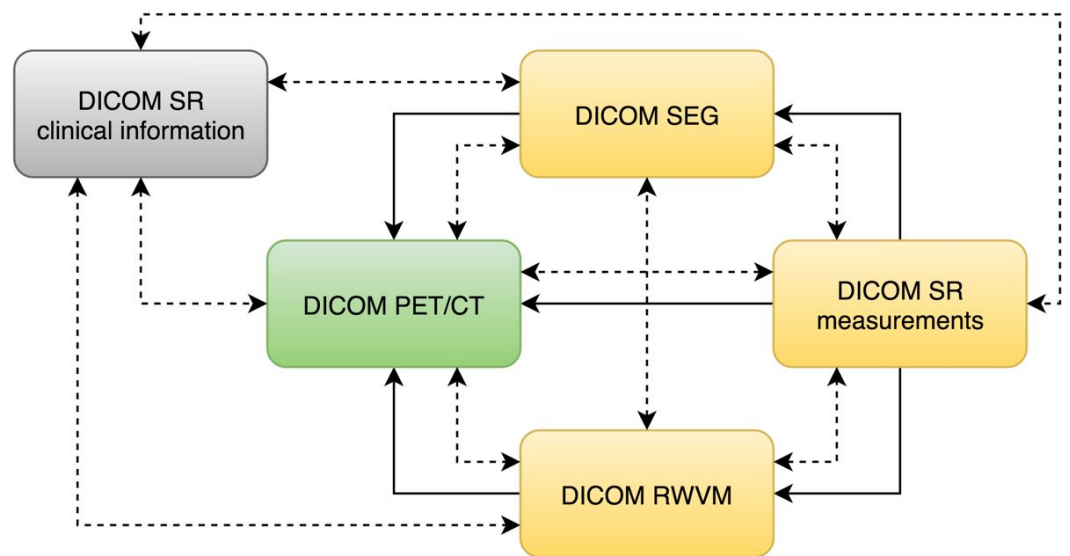 DICOM SR
clinical information
DICOM SEG
DICOM PET/CT
DICOM SR
measurements
DICOM RWVM